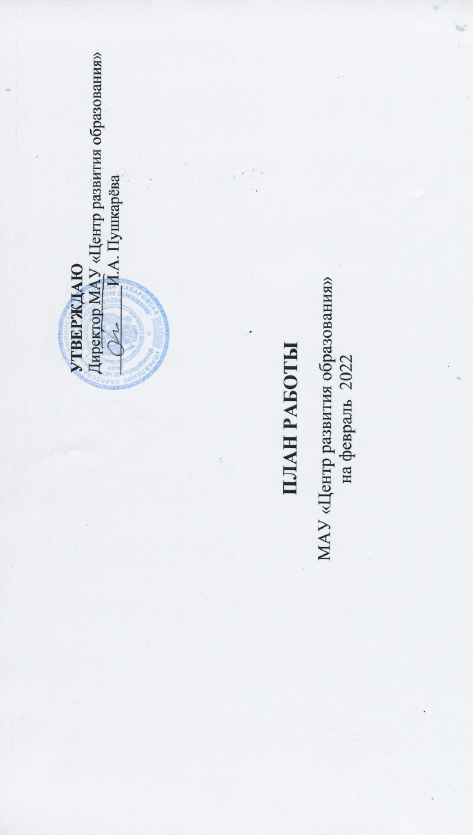 УТВЕРЖДАЮ
Директор МАУ «Центр развития образования»
И.А. Пушкарёва
ПЛАН РАБОТЫ
МАУ «Центр развития образования»
на февраль 2022